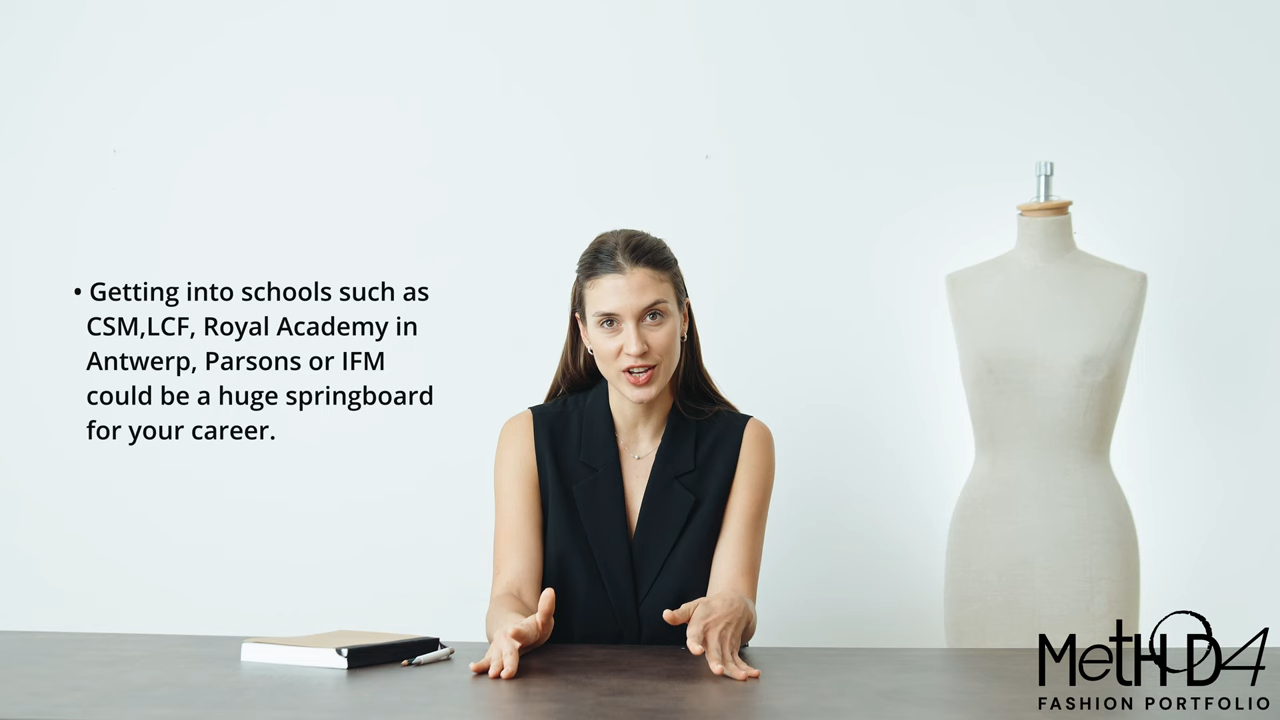 • Getting into schools such as
CSM,LCF, Royal Academy in
Antwerp, Parsons or IFM
could be a huge springboard
for your career.
MetHOD4
FASHION PORTFOLIO